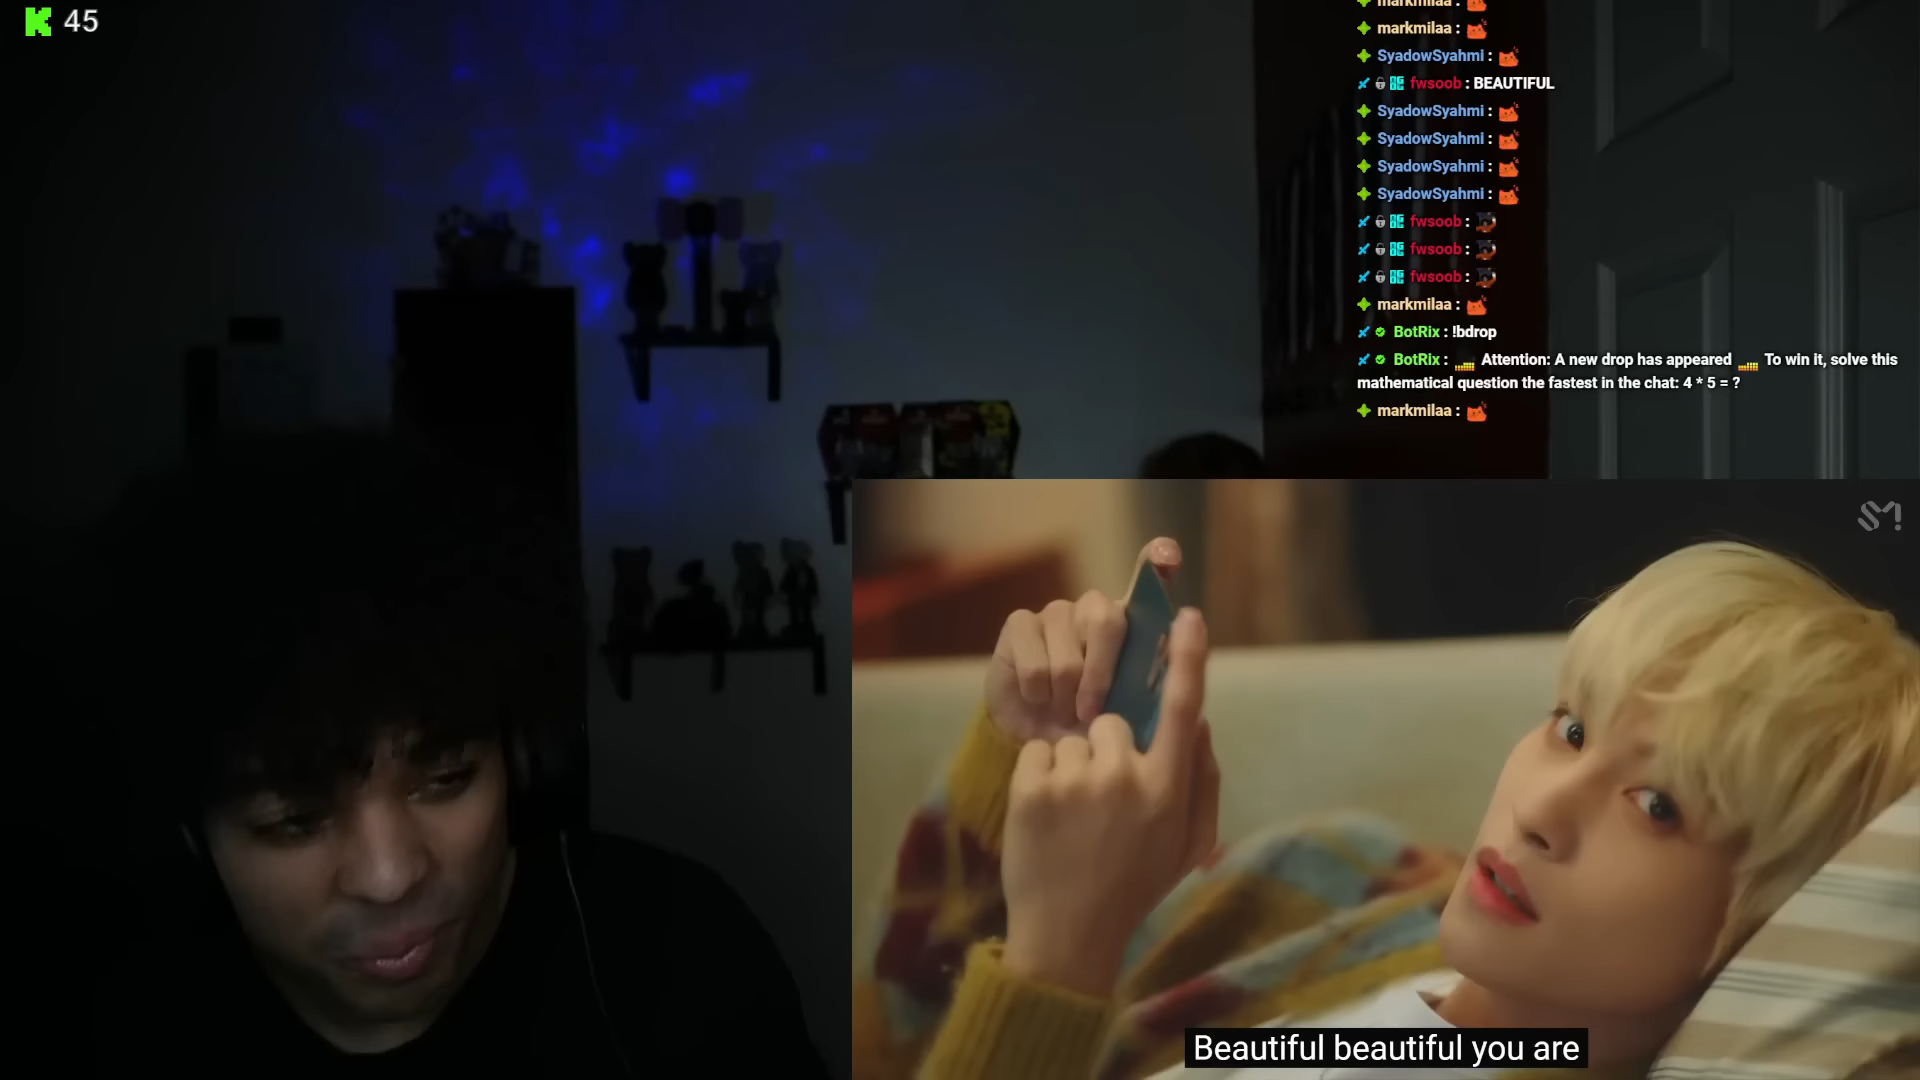 45
markmilaa :
markmilaa :
SyadowSyahmi :
fwsoob : BEAUTIFUL
SyadowSyahmi :
SyadowSyahmi :
SyadowSyahmi :
SyadowSyahmi :
fwsoob :
fwsoob :
fwsoob :
markmilaa :
BotRix : !bdrop
BotRix : Attention: A new drop has appeared To win it, solve this
mathematical question the fastest in the chat: 4 * 5 = ?
markmilaa :
SM!
Beautiful beautiful you are